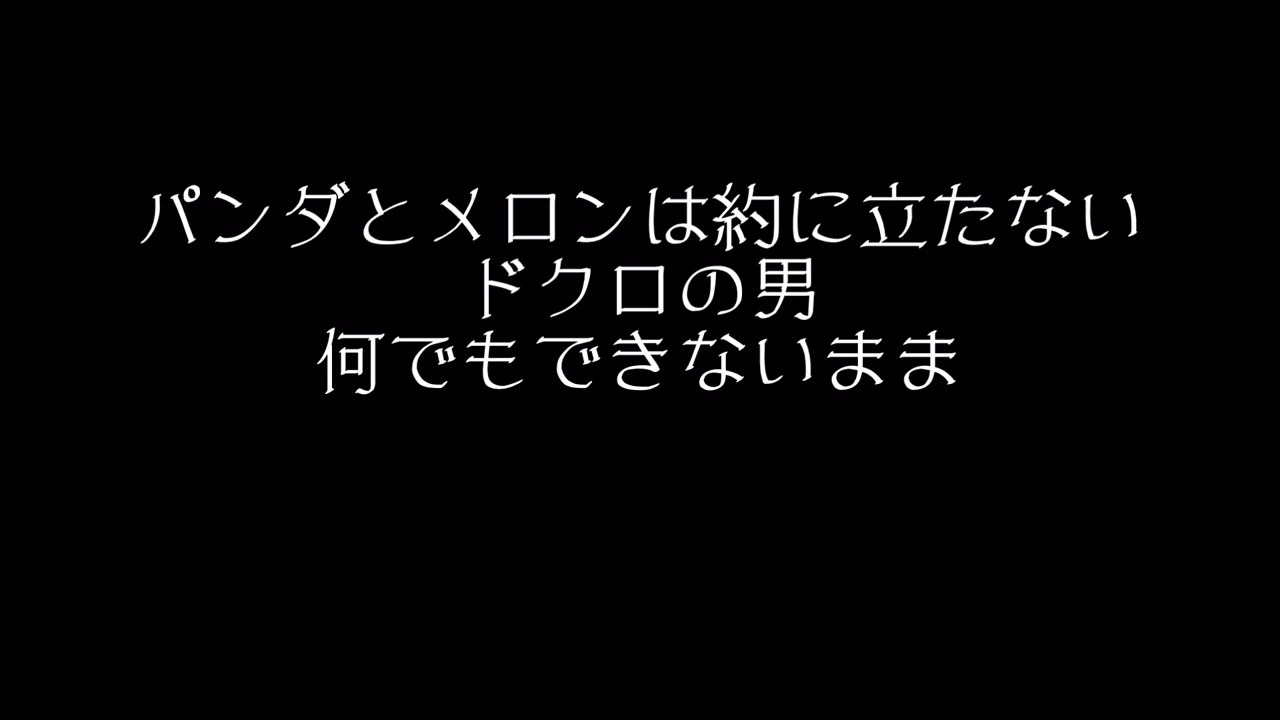 パンダとメロンは約に立たない
ドクロの男
何でもできないまま